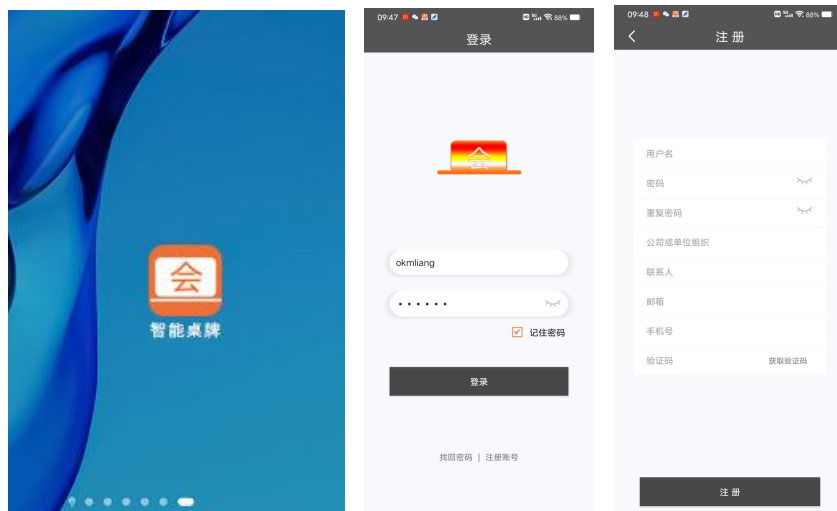 会
智能桌牌
09:47
88%
登录
会
okmliang
记住密码
登录
找回密码 | 注册账号
09:48
88%
注 册
用户名
密码
重复密码
公司或单位组织
联系人
邮箱
手机号
验证码 获取验证码
注 册